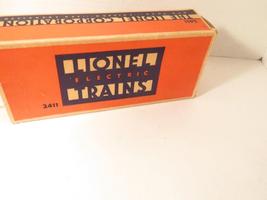 THE LIONEL CORPORATION
LIONEL
ELECTRIC
TRAINS
3411